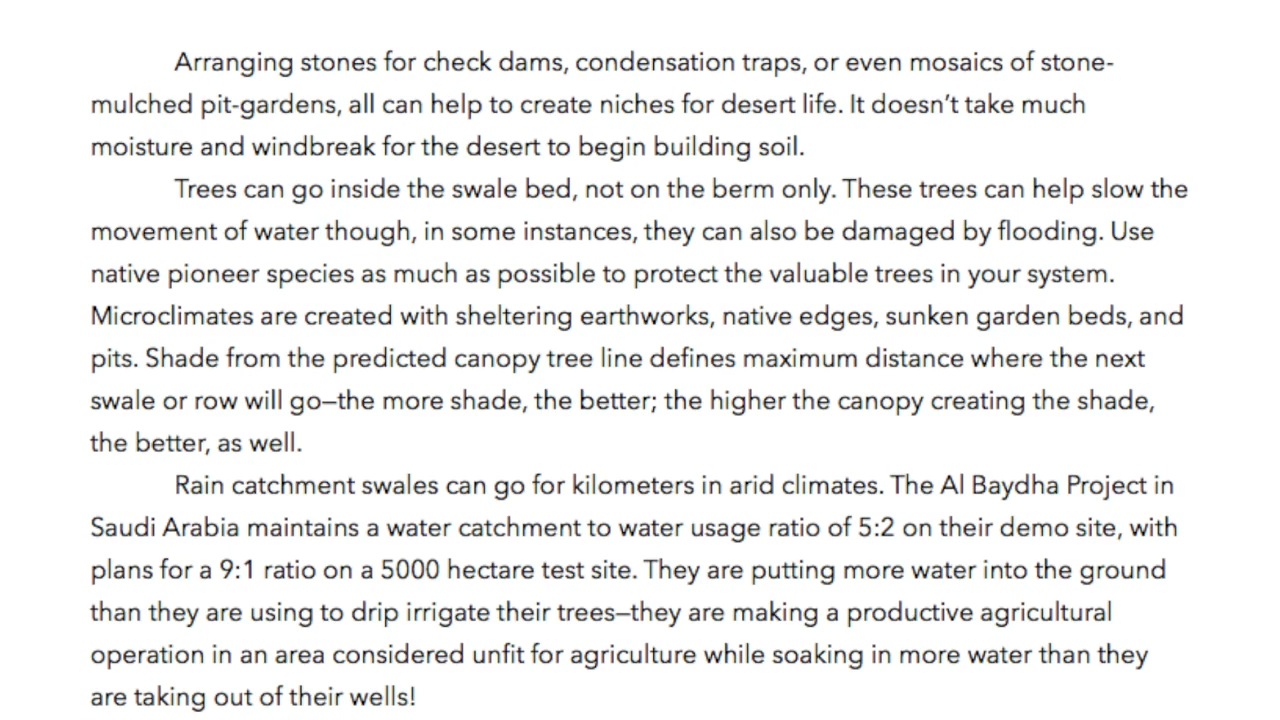 Arranging stones for check dams, condensation traps, or even mosaics of stone-
mulched pit-gardens, all can help to create niches for desert life. It doesn’t take much
moisture and windbreak for the desert to begin building soil.
Trees can go inside the swale bed, not on the berm only. These trees can help slow the
movement of water though, in some instances, they can also be damaged by flooding. Use
native pioneer species as much as possible to protect the valuable trees in your system.
Microclimates are created with sheltering earthworks, native edges, sunken garden beds, and
pits. Shade from the predicted canopy tree line defines maximum distance where the next
swale or row will go—the more shade, the better; the higher the canopy creating the shade,
the better, as well.
Rain catchment swales can go for kilometers in arid climates. The Al Baydha Project in
Saudi Arabia maintains a water catchment to water usage ratio of 5:2 on their demo site, with
plans for a 9:1 ratio on a 5000 hectare test site. They are putting more water into the ground
than they are using to drip irrigate their trees—they are making a productive agricultural
operation in an area considered unfit for agriculture while soaking in more water than they
are taking out of their wells!